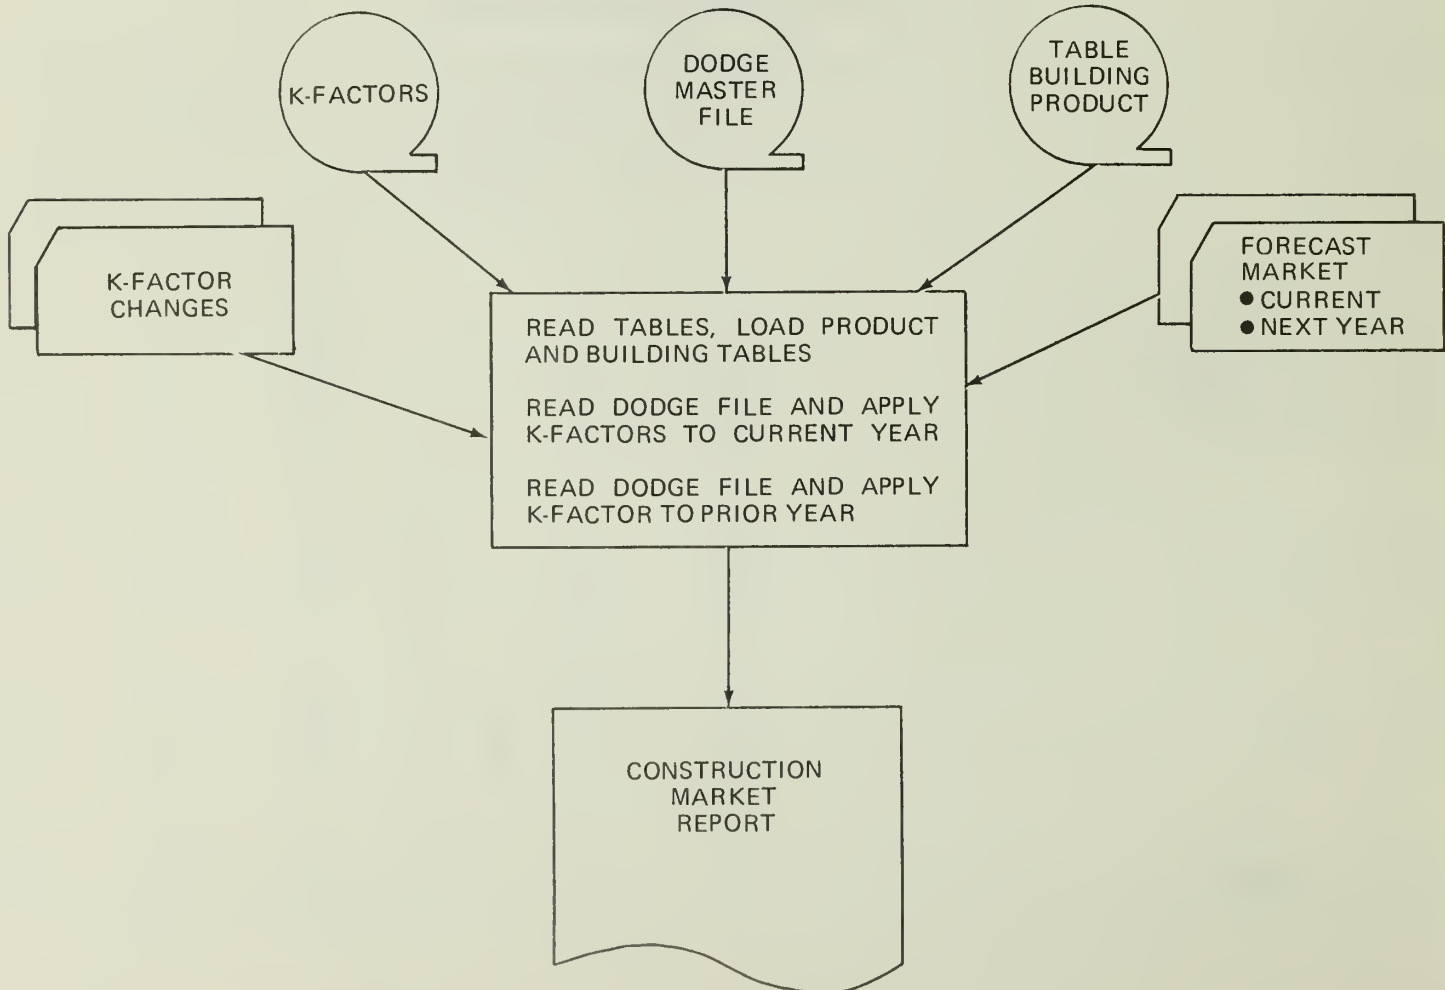 K-FACTORS
DODGE
MASTER
FILE
TABLE
BUILDING
PRODUCT
K-FACTOR
CHANGES
FORECAST
MARKET
● CURRENT
● NEXT YEAR
READ TABLES, LOAD PRODUCT
AND BUILDING TABLES
READ DODGE FILE AND APPLY
K-FACTORS TO CURRENT YEAR
READ DODGE FILE AND APPLY
K-FACTOR TO PRIOR YEAR
CONSTRUCTION
MARKET
REPORT